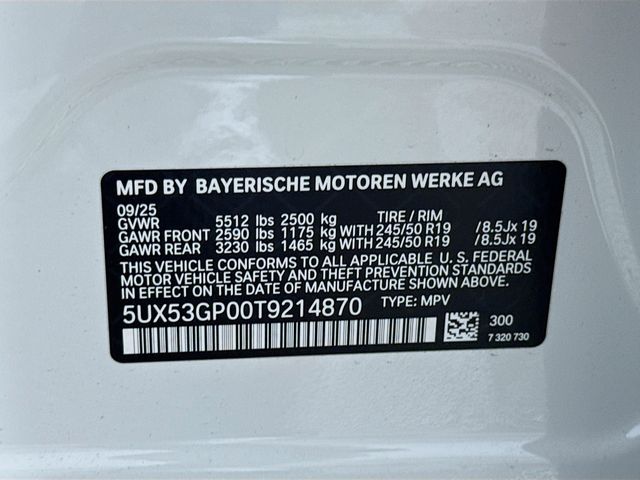 MFD BY BAYERISCHE MOTOREN WERKE AG
09/25
GVWR 5512 lbs 2500 kg TIRE / RIM
GAWR FRONT 2590 lbs 1175 kg WITH 245/50 R19 /8.5Jx 19
GAWR REAR 3230 lbs 1465 kg WITH 245/50 R19 /8.5Jx 19
THIS VEHICLE CONFORMS TO ALL APPLICABLE U. S. FEDERAL
MOTOR VEHICLE SAFETY AND THEFT PREVENTION STANDARDS
IN EFFECT ON THE DATE OF MANUFACTURE SHOWN ABOVE.
5UX53GP00T9214870 TYPE: MPV
300
7 320 730